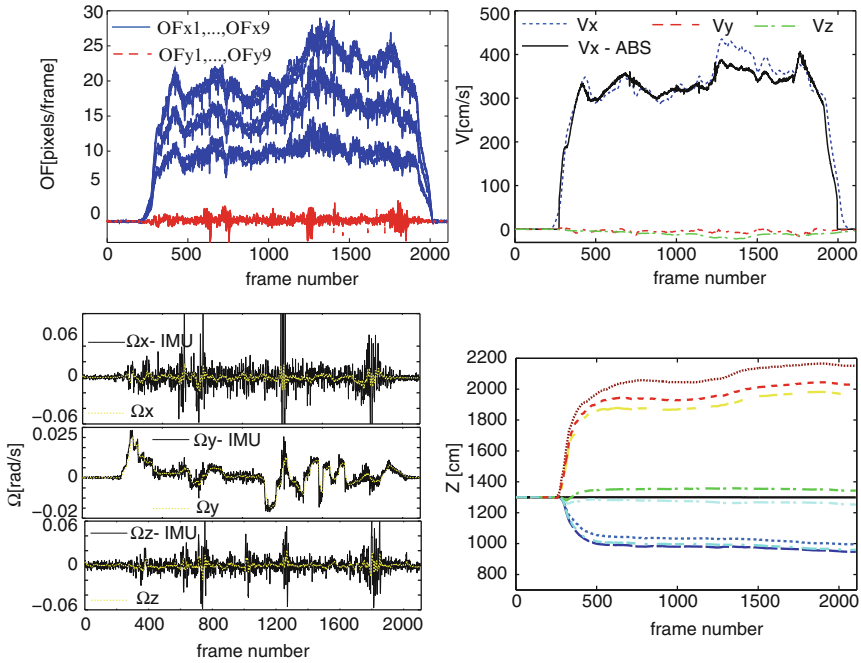 30
25
20
15
10
5
0
OF[pixels/frame]
OFx1,...,OFx9
OFy1,...,OFy9
0 500 1000 1500 2000
frame number
500
400
300
200
100
0
V[cm/s]
Vx Vy Vz
Vx - ABS
0 500 1000 1500 2000
frame number
0.06
0
−0.06
Ωx- IMU
Ωx
0.025
0
−0.02
Ω[rad/s]
Ωy- IMU
Ωy
0.06
0
−0.06
Ωz- IMU
Ωz
0 400 800 1200 1600 2000
frame number
2200
2000
1800
1600
1400
1300
1200
1000
800
Z [cm]
0 500 1000 1500 2000
frame number